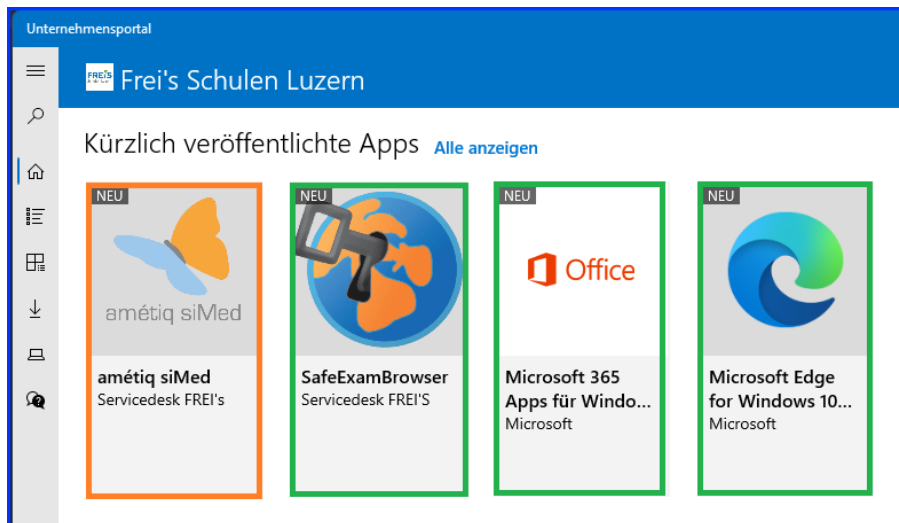 Unternehmensportal
FREI'S
Frei's Schulen Luzern
Kürzlich veröffentlichte Apps Alle anzeigen
NEU
amétiq siMed
amétiq siMed
Servicedesk FREI's
NEU
SafeExamBrowser
Servicedesk FREI'S
NEU
Office
Microsoft 365
Apps für Windo...
Microsoft
NEU
Microsoft Edge
for Windows 10...
Microsoft